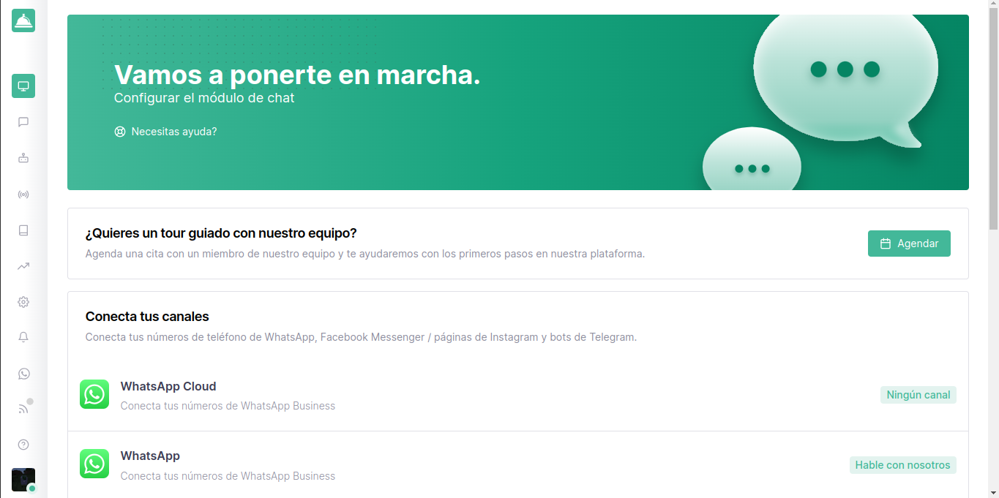 Vamos a ponerte en marcha.
Configurar el módulo de chat
Necesitas ayuda?
¿Quieres un tour guiado con nuestro equipo?
Agenda una cita con un miembro de nuestro equipo y te ayudaremos con los primeros pasos en nuestra plataforma.
Agendar
Conecta tus canales
Conecta tus números de teléfono de WhatsApp, Facebook Messenger / páginas de Instagram y bots de Telegram.
WhatsApp Cloud
Conecta tus números de WhatsApp Business
Ningún canal
WhatsApp
Conecta tus números de WhatsApp Business
Hable con nosotros